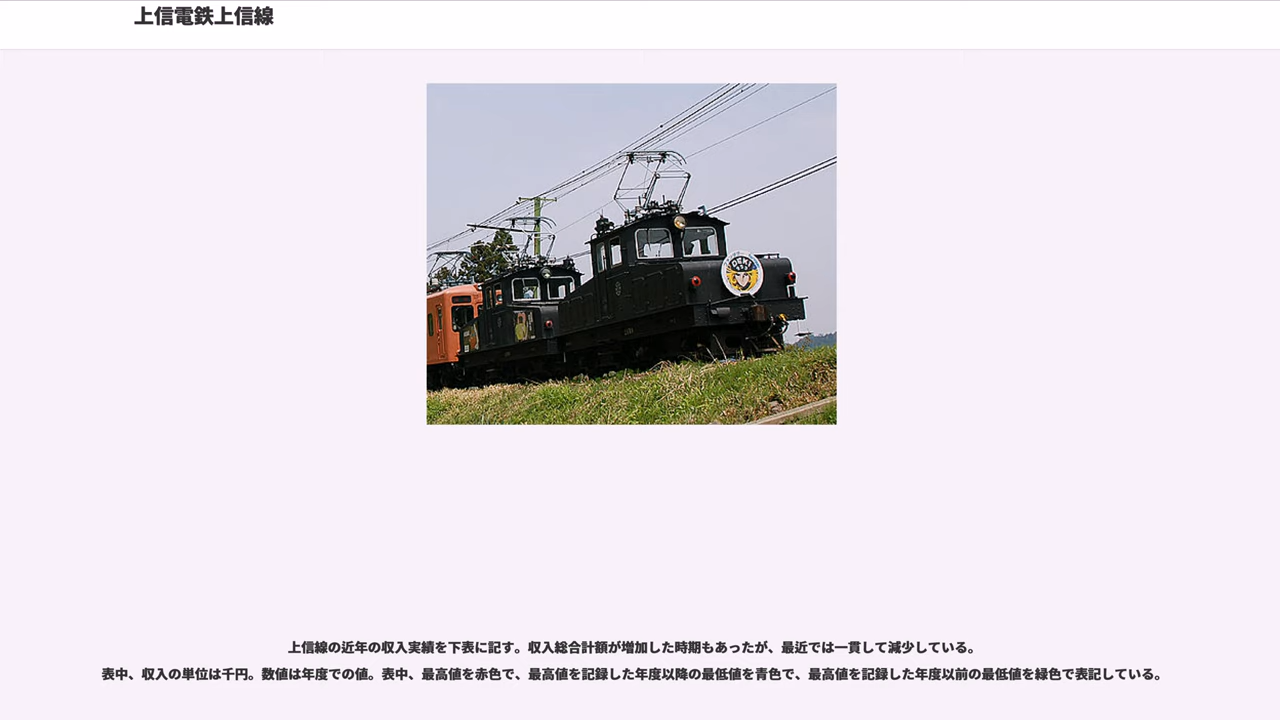 上信電鉄上信線
DEKI
上信線の近年の収入実績を下表に記す。収入総合計額が増加した時期もあったが、最近では一貫して減少している。
表中、収入の単位は千円。数値は年度での値。表中、最高値を赤色で、最高値を記録した年度以降の最低値を青色で、最高値を記録した年度以前の最低値を緑色で表記している。